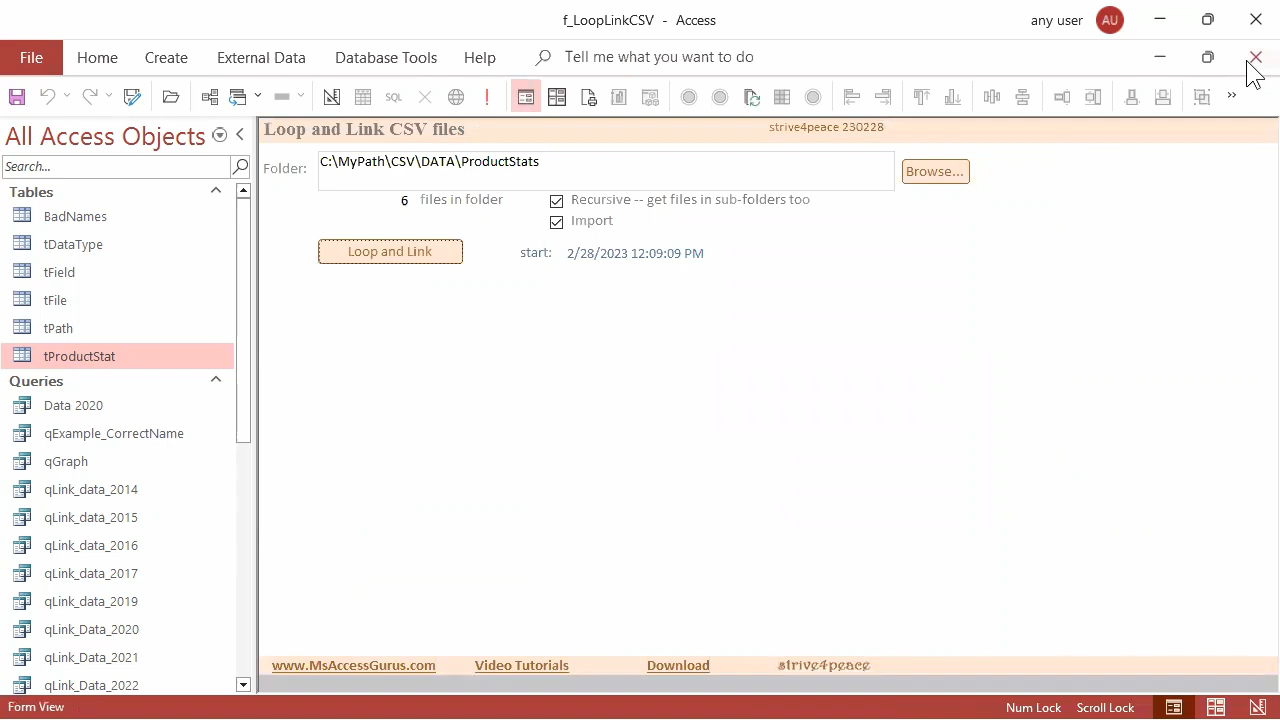 f_LoopLinkCSV - Access
any user
AU
File
Home
Create
External Data
Database Tools
Help
Tell me what you want to do
SQL
All Access Objects
Search...
Tables
BadNames
tDataType
tField
tFile
tPath
tProductStat
Queries
Data 2020
qExample_CorrectName
qGraph
qLink_data_2014
qLink_data_2015
qLink_data_2016
qLink_data_2017
qLink_data_2019
qLink_Data_2020
qLink_Data_2021
qLink_Data_2022
Loop and Link CSV files
strive4peace 230228
Folder:
C:\MyPath\CSV\DATA\ProductStats
Browse...
6 files in folder
Recursive -- get files in sub-folders too
Import
Loop and Link
start: 2/28/2023 12:09:09 PM
www.MsAccessGurus.com
Video Tutorials
Download
strive4peace
Form View
Num Lock
Scroll Lock